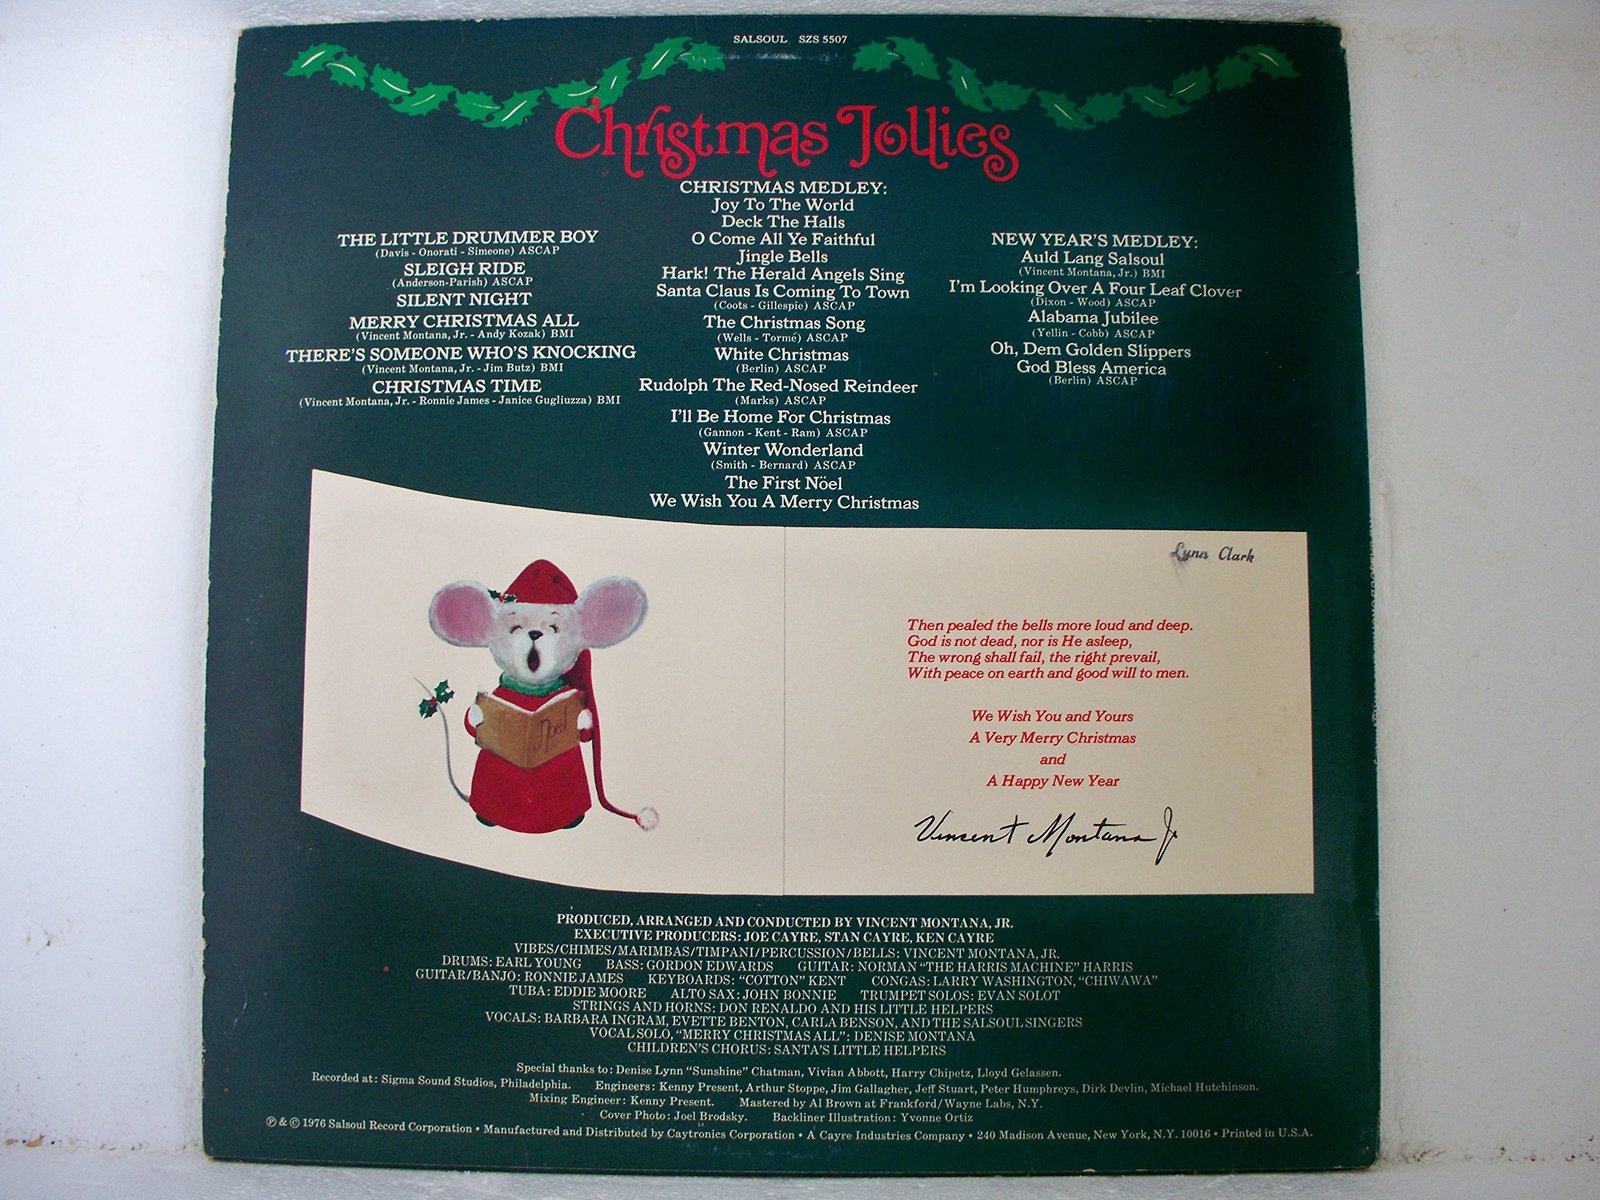 SALSOUL SZS 5507
Christmas Jollies
THE LITTLE DRUMMER BOY
(Davis - Onorati - Simeone) ASCAP
SLEIGH RIDE
(Anderson-Parish) ASCAP
SILENT NIGHT
MERRY CHRISTMAS ALL
(Vincent Montana, Jr. - Andy Kozak) BMI
THERE'S SOMEONE WHO'S KNOCKING
(Vincent Montana, Jr. - Jim Butz) BMI
CHRISTMAS TIME
(Vincent Montana, Jr. - Ronnie James - Janice Gugliuzza) BMI
CHRISTMAS MEDLEY:
Joy To The World
Deck The Halls
O Come All Ye Faithful
Jingle Bells
Hark! The Herald Angels Sing
Santa Claus Is Coming To Town
(Coots - Gillespie) ASCAP
The Christmas Song
(Wells - Tormé) ASCAP
White Christmas
(Berlin) ASCAP
Rudolph The Red-Nosed Reindeer
(Marks) ASCAP
I'll Be Home For Christmas
(Gannon - Kent - Ram) ASCAP
Winter Wonderland
(Smith - Bernard) ASCAP
The First Nöel
We Wish You A Merry Christmas
NEW YEAR'S MEDLEY:
Auld Lang Salsoul
(Vincent Montana, Jr.) BMI
I'm Looking Over A Four Leaf Clover
(Dixon - Wood) ASCAP
Alabama Jubilee
(Yellin - Cobb) ASCAP
Oh, Dem Golden Slippers
God Bless America
(Berlin) ASCAP
Noel
Lynn Clark
Then pealed the bells more loud and deep.
God is not dead, nor is He asleep,
The wrong shall fail, the right prevail,
With peace on earth and good will to men.
We Wish You and Yours
A Very Merry Christmas
and
A Happy New Year
Vincent Montana Jr
PRODUCED, ARRANGED AND CONDUCTED BY VINCENT MONTANA, JR.
EXECUTIVE PRODUCERS: JOE CAYRE, STAN CAYRE, KEN CAYRE
VIBES/CHIMES/MARIMBAS/TIMPANI/PERCUSSION/BELLS: VINCENT MONTANA, JR.
DRUMS: EARL YOUNG BASS: GORDON EDWARDS GUITAR: NORMAN "THE HARRIS MACHINE" HARRIS
GUITAR/BANJO: RONNIE JAMES KEYBOARDS: "COTTON" KENT CONGAS: LARRY WASHINGTON, "CHIWAWA"
TUBA: EDDIE MOORE ALTO SAX: JOHN BONNIE TRUMPET SOLOS: EVAN SOLOT
STRINGS AND HORNS: DON RENALDO AND HIS LITTLE HELPERS
VOCALS: BARBARA INGRAM, EVETTE BENTON, CARLA BENSON, AND THE SALSOUL SINGERS
VOCAL SOLO, "MERRY CHRISTMAS ALL": DENISE MONTANA
CHILDREN'S CHORUS: SANTA'S LITTLE HELPERS
Special thanks to: Denise Lynn "Sunshine" Chatman, Vivian Abbott, Harry Chipetz, Lloyd Gelassen.
Recorded at: Sigma Sound Studios, Philadelphia. Engineers: Kenny Present, Arthur Stoppe, Jim Gallagher, Jeff Stuart, Peter Humphreys, Dirk Devlin, Michael Hutchinson.
Mixing Engineer: Kenny Present. Mastered by Al Brown at Frankford/Wayne Labs, N.Y.
Cover Photo: Joel Brodsky. Backliner Illustration: Yvonne Ortiz
℗ & © 1976 Salsoul Record Corporation • Manufactured and Distributed by Caytronics Corporation • A Cayre Industries Company • 240 Madison Avenue, New York, N.Y. 10016 • Printed in U.S.A.